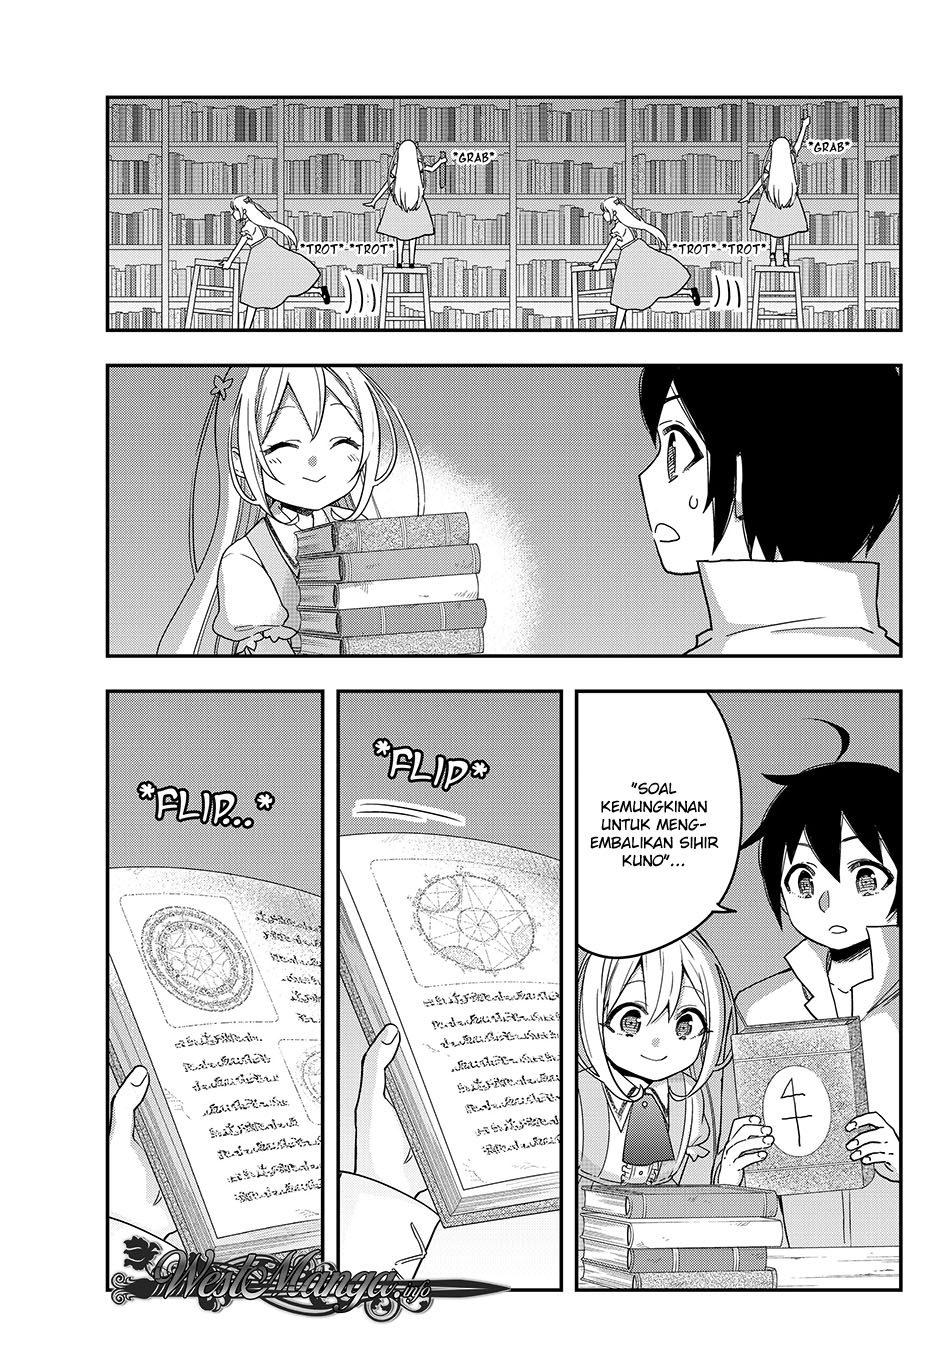 *GRAB*
*TROT*-*TROT*
*GRAB*
*TROT*-*TROT*
"SOAL
KEMUNGKINAN
UNTUK MENG-
EMBALIKAN SIHIR
KUNO"...
*FLIP*
*FLIP...*
WestManga.info